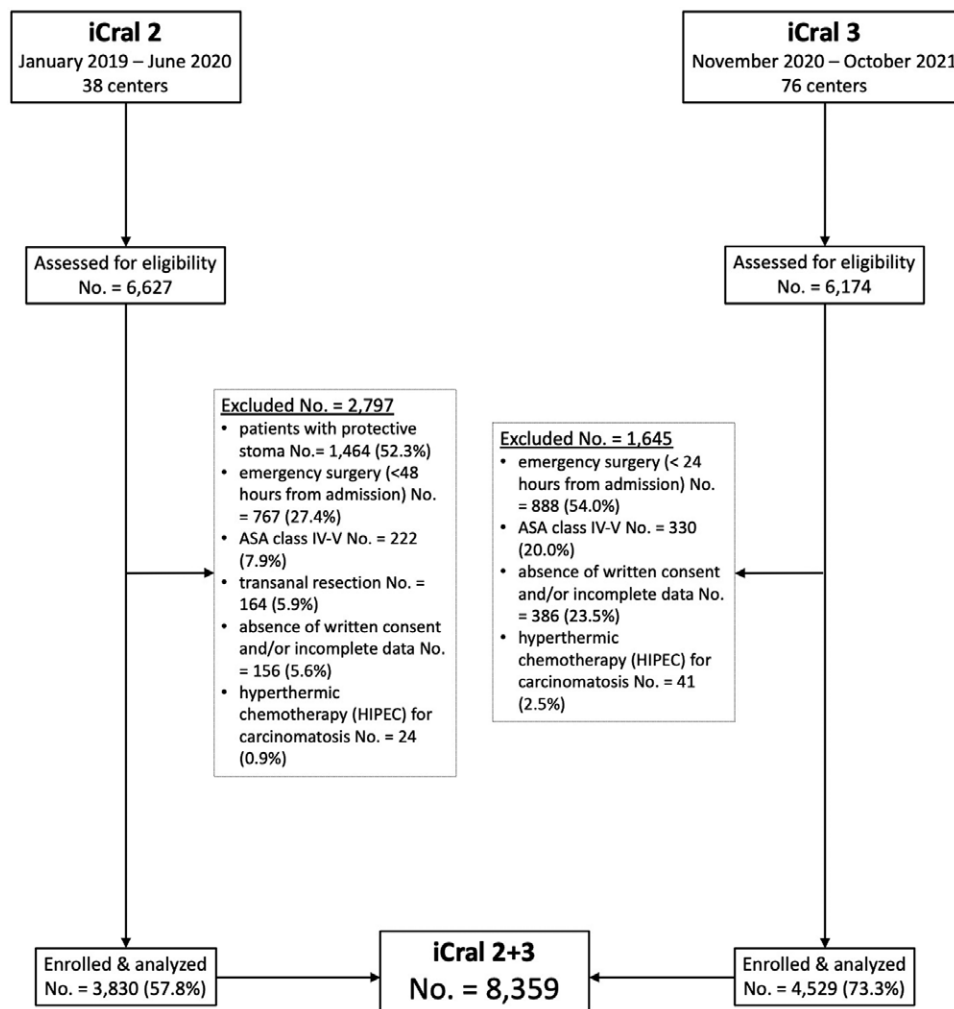 iCral 2
January 2019 – June 2020
38 centers
iCral 3
November 2020 – October 2021
76 centers
Assessed for eligibility
No. = 6,627
Assessed for eligibility
No. = 6,174
Excluded No. = 2,797
• patients with protective
stoma No.= 1,464 (52.3%)
• emergency surgery (<48
hours from admission) No.
= 767 (27.4%)
• ASA class IV-V No. = 222
(7.9%)
• transanal resection No. =
164 (5.9%)
• absence of written consent
and/or incomplete data No.
= 156 (5.6%)
• hyperthermic
chemotherapy (HIPEC) for
carcinomatosis No. = 24
(0.9%)
Excluded No. = 1,645
• emergency surgery (< 24
hours from admission) No.
= 888 (54.0%)
• ASA class IV-V No. = 330
(20.0%)
• absence of written consent
and/or incomplete data No.
= 386 (23.5%)
• hyperthermic
chemotherapy (HIPEC) for
carcinomatosis No. = 41
(2.5%)
Enrolled & analyzed
No. = 3,830 (57.8%)
iCral 2+3
No. = 8,359
Enrolled & analyzed
No. = 4,529 (73.3%)